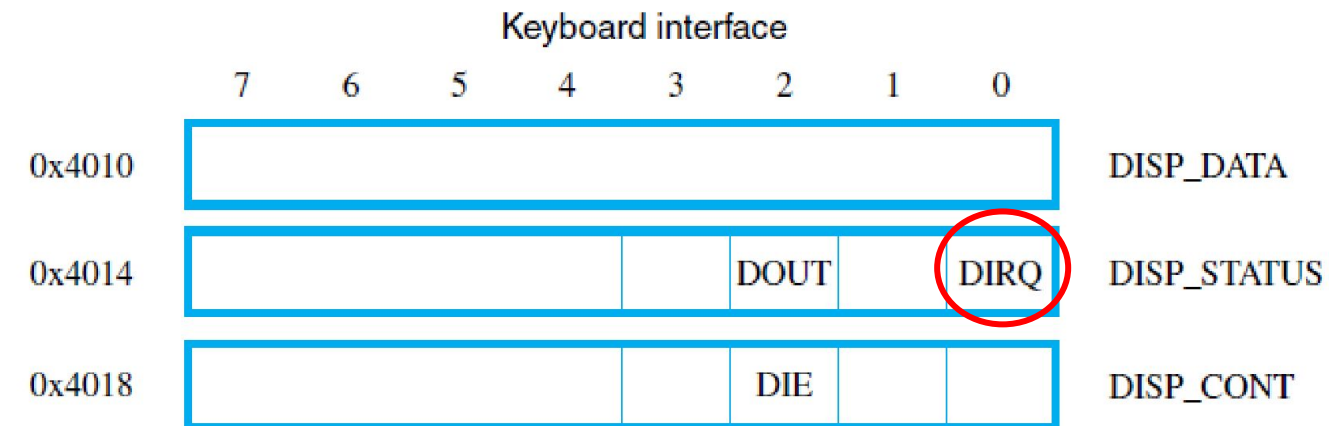 Keyboard interface
7 6 5 4 3 2 1 0
0x4010 DISP_DATA
0x4014 DOUT DIRQ DISP_STATUS
0x4018 DIE DISP_CONT